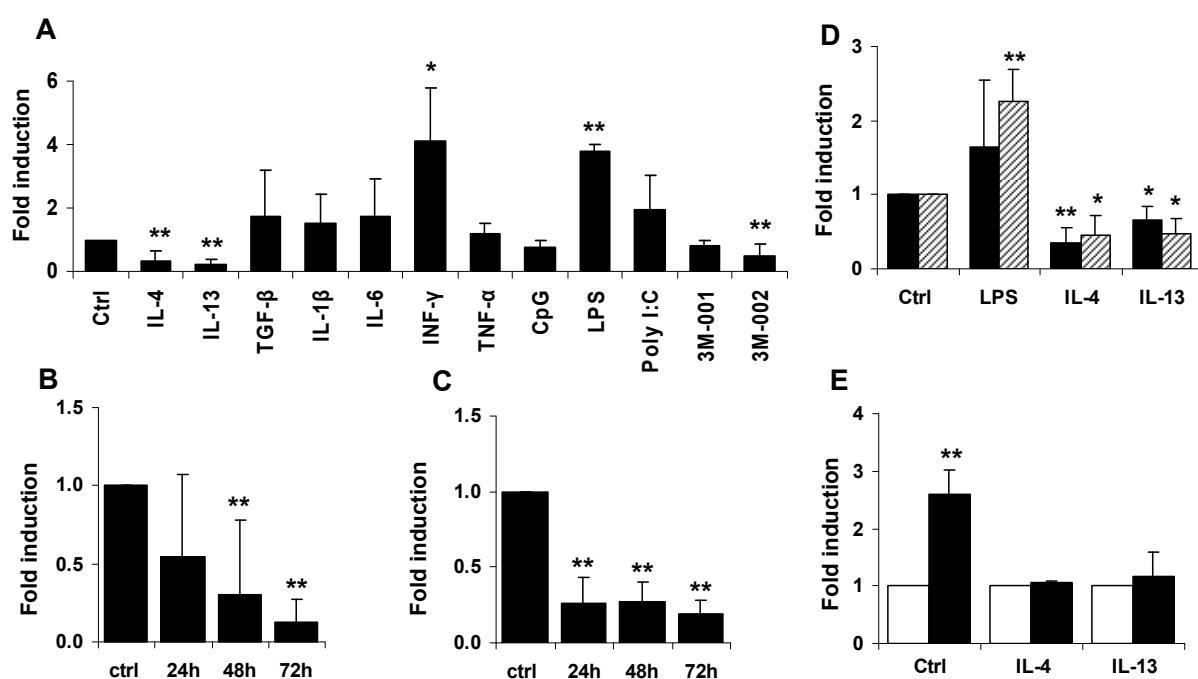 A
Fold induction
6
4
2
0
*
**
**
**
**
Ctrl
IL-4
IL-13
TGF-β
IL-1β
IL-6
INF-γ
TNF-α
CpG
LPS
Poly I:C
3M-001
3M-002
D
Fold induction
3
2
1
0
**
**
*
*
*
Ctrl LPS IL-4 IL-13
B
Fold induction
1.5
1.0
0.5
0.0
**
**
ctrl 24h 48h 72h
C
Fold induction
1.5
1.0
0.5
0.0
** ** **
ctrl 24h 48h 72h
E
Fold induction
4
3
2
1
0
**
Ctrl IL-4 IL-13